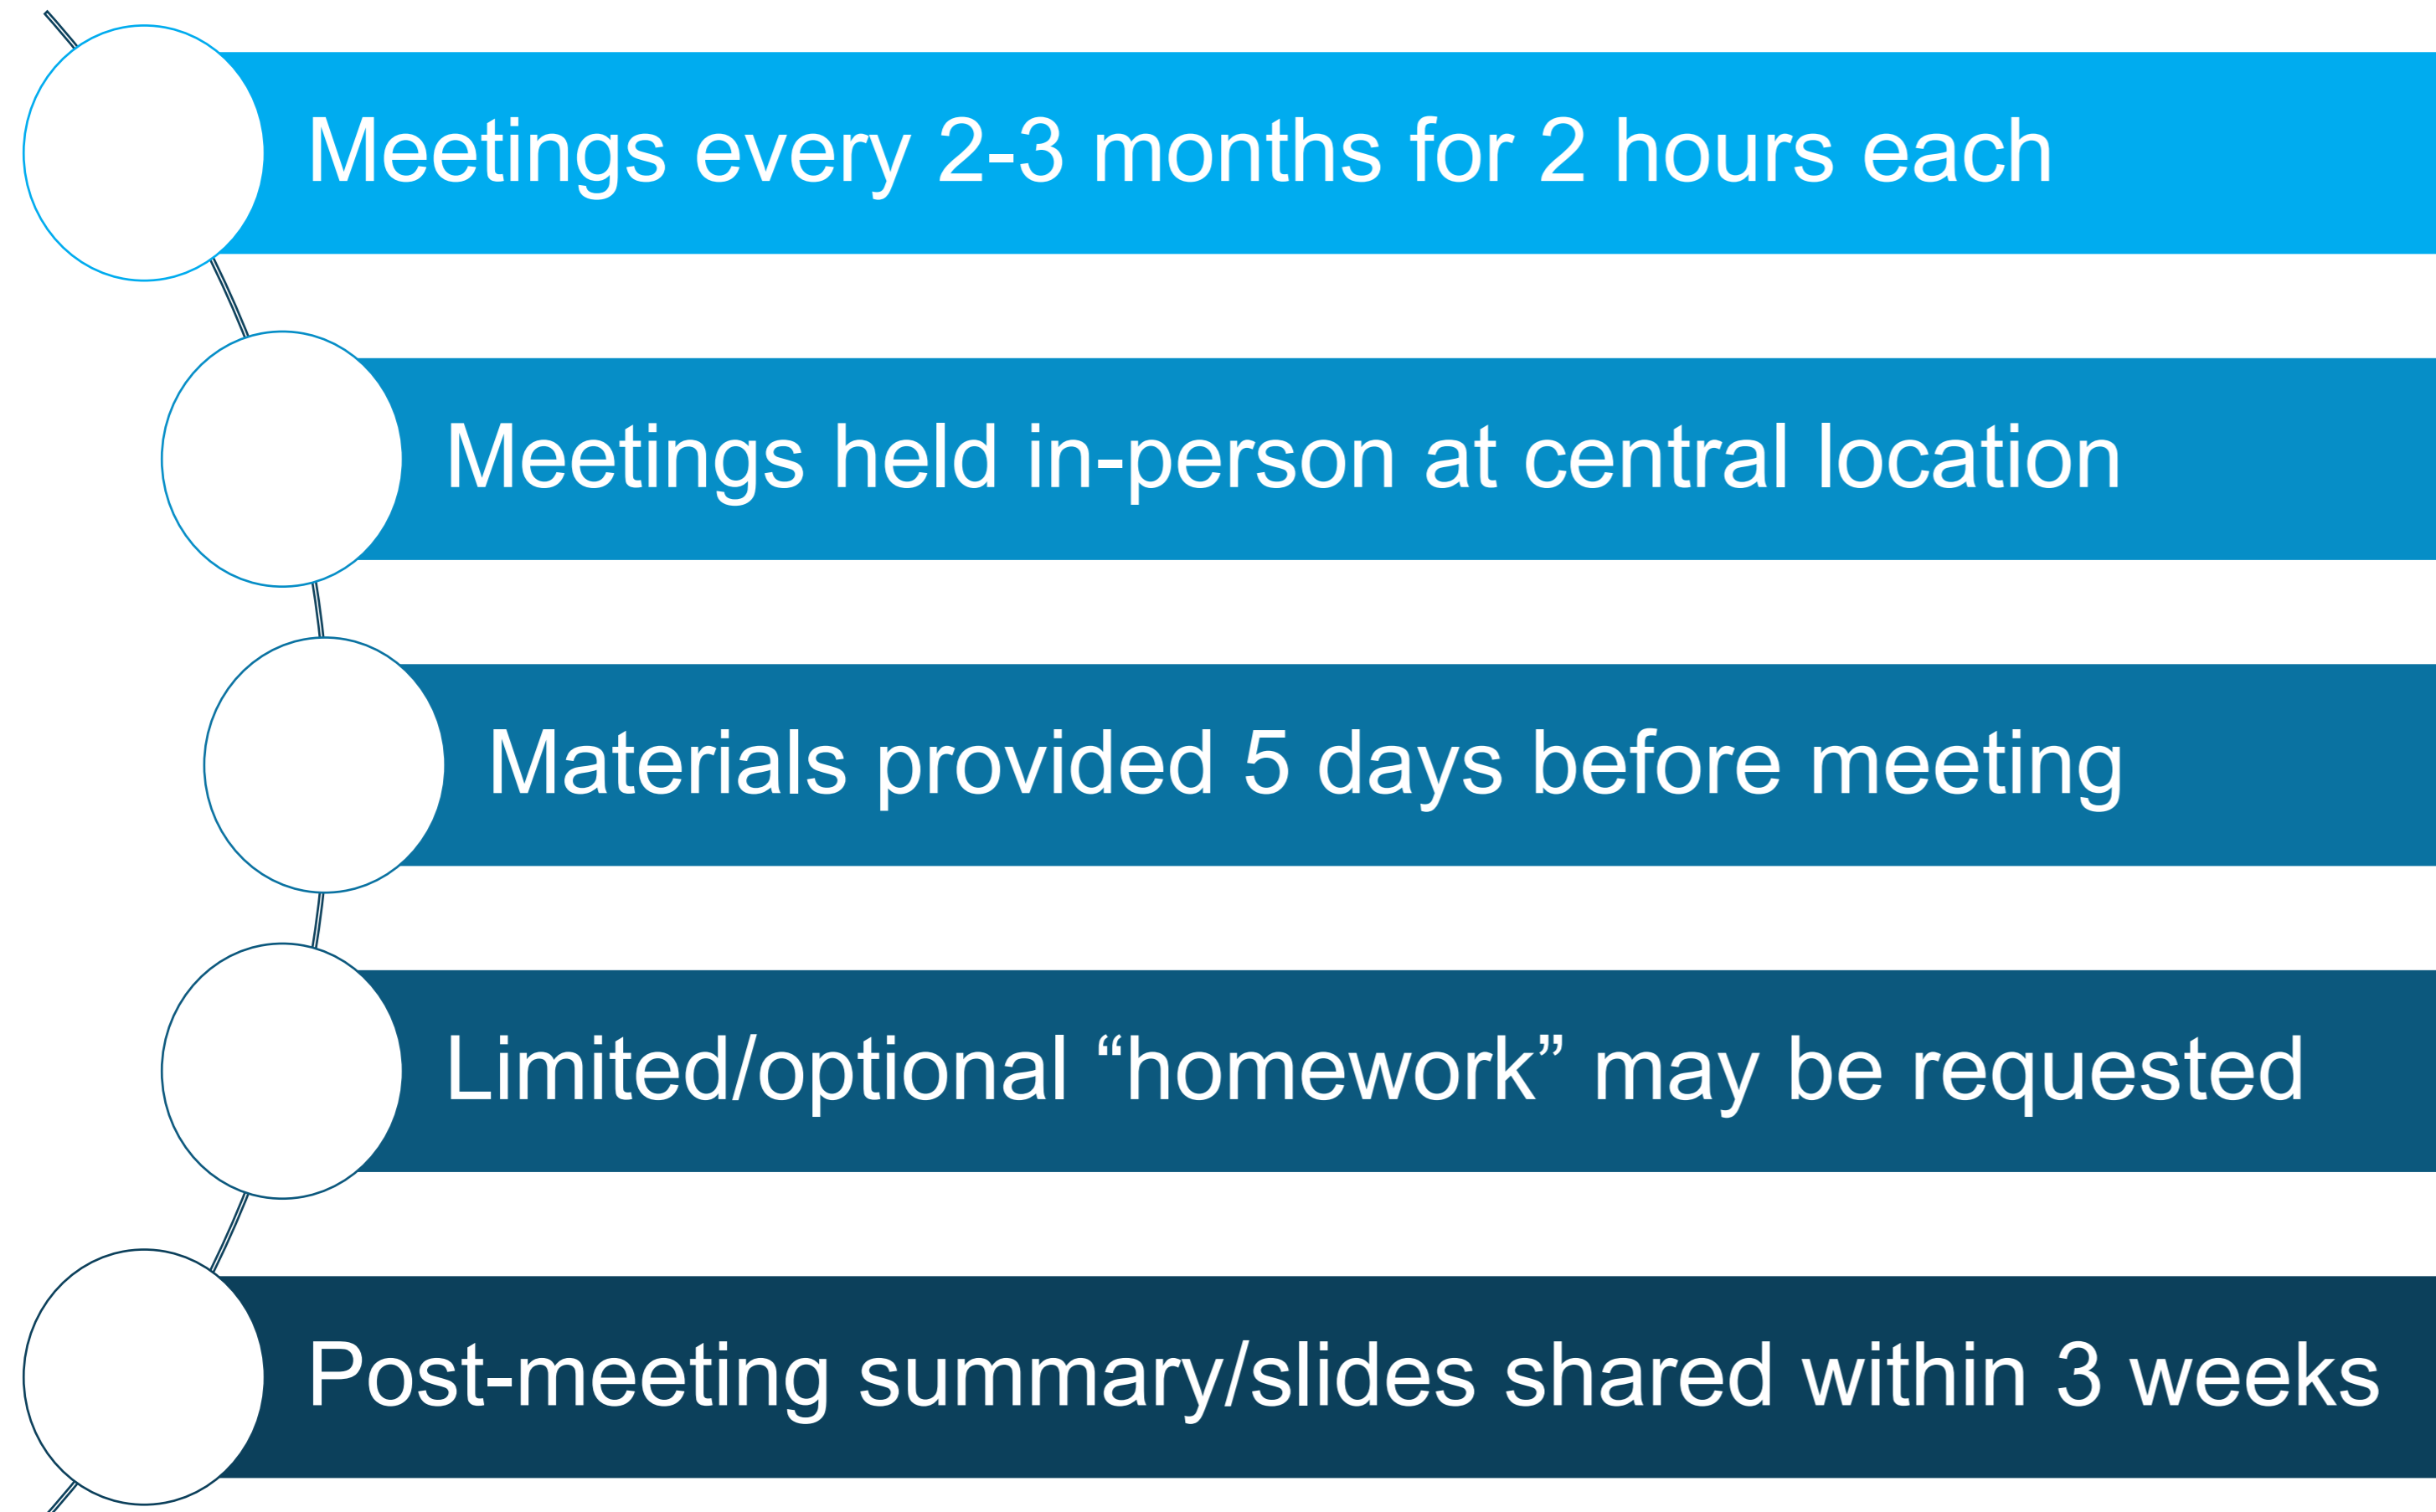 Meetings every 2-3 months for 2 hours each
Meetings held in-person at central location
Materials provided 5 days before meeting
Limited/optional “homework” may be requested
Post-meeting summary/slides shared within 3 weeks